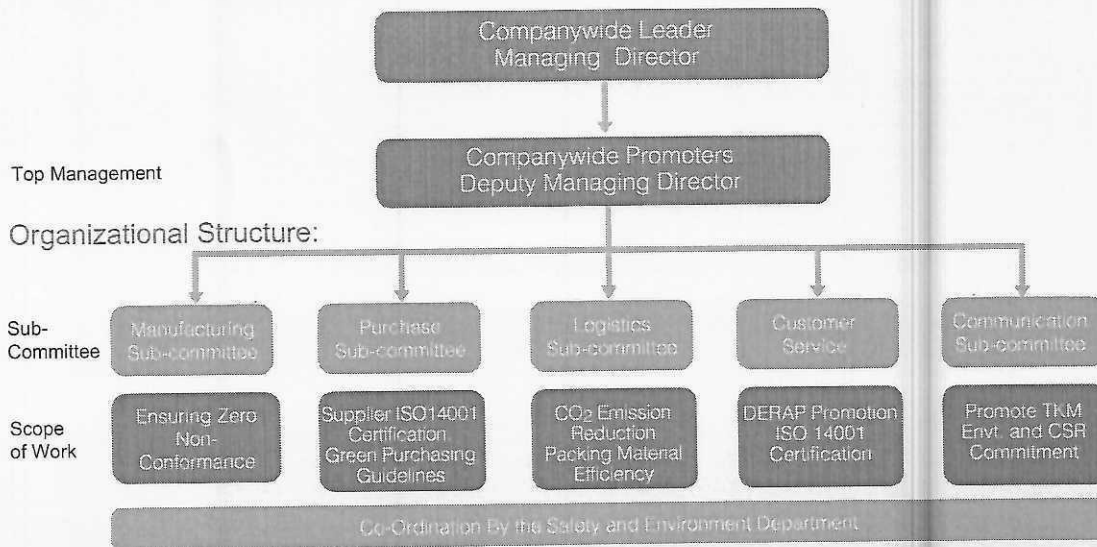 Companywide Leader
Managing Director
Top Management
Companywide Promoters
Deputy Managing Director
Organizational Structure:
Sub-
Committee
Manufacturing
Sub-committee
Purchase
Sub-committee
Logistics
Sub-committee
Customer
Service
Communication
Sub-committee
Scope
of Work
Ensuring Zero
Non-
Conformance
Supplier ISO14001
Certification
Green Purchasing
Guidelines
CO₂ Emission
Reduction
Packing Material
Efficiency
DERAP Promotion
ISO 14001
Certification
Promote TKM
Envt. and CSR
Commitment
Co-Ordination By the Safety and Environment Department